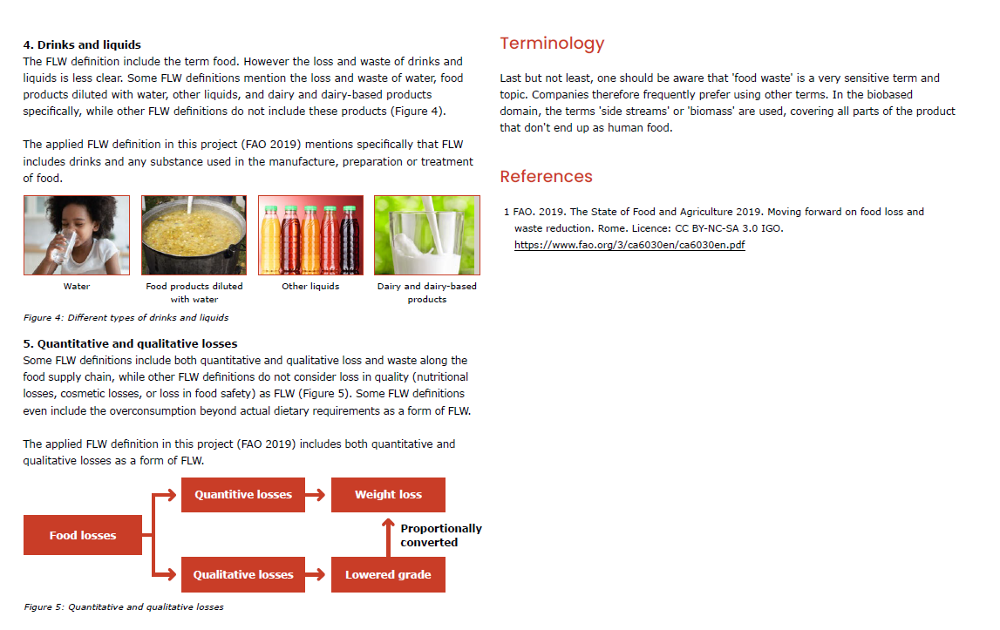 4. Drinks and liquids
The FLW definition include the term food. However the loss and waste of drinks and
liquids is less clear. Some FLW definitions mention the loss and waste of water, food
products diluted with water, other liquids, and dairy and dairy-based products
specifically, while other FLW definitions do not include these products (Figure 4).
The applied FLW definition in this project (FAO 2019) mentions specifically that FLW
includes drinks and any substance used in the manufacture, preparation or treatment
of food.
Water
Food products diluted
with water
Other liquids
Dairy and dairy-based
products
Figure 4: Different types of drinks and liquids
5. Quantitative and qualitative losses
Some FLW definitions include both quantitative and qualitative loss and waste along the
food supply chain, while other FLW definitions do not consider loss in quality (nutritional
losses, cosmetic losses, or loss in food safety) as FLW (Figure 5). Some FLW definitions
even include the overconsumption beyond actual dietary requirements as a form of FLW.
The applied FLW definition in this project (FAO 2019) includes both quantitative and
qualitative losses as a form of FLW.
Food losses
Quantitive losses
Weight loss
Proportionally
converted
Qualitative losses
Lowered grade
Figure 5: Quantitative and qualitative losses
Terminology
Last but not least, one should be aware that 'food waste' is a very sensitive term and
topic. Companies therefore frequently prefer using other terms. In the biobased
domain, the terms 'side streams' or 'biomass' are used, covering all parts of the product
that don't end up as human food.
References
1 FAO. 2019. The State of Food and Agriculture 2019. Moving forward on food loss and
waste reduction. Rome. Licence: CC BY-NC-SA 3.0 IGO.
https://www.fao.org/3/ca6030en/ca6030en.pdf